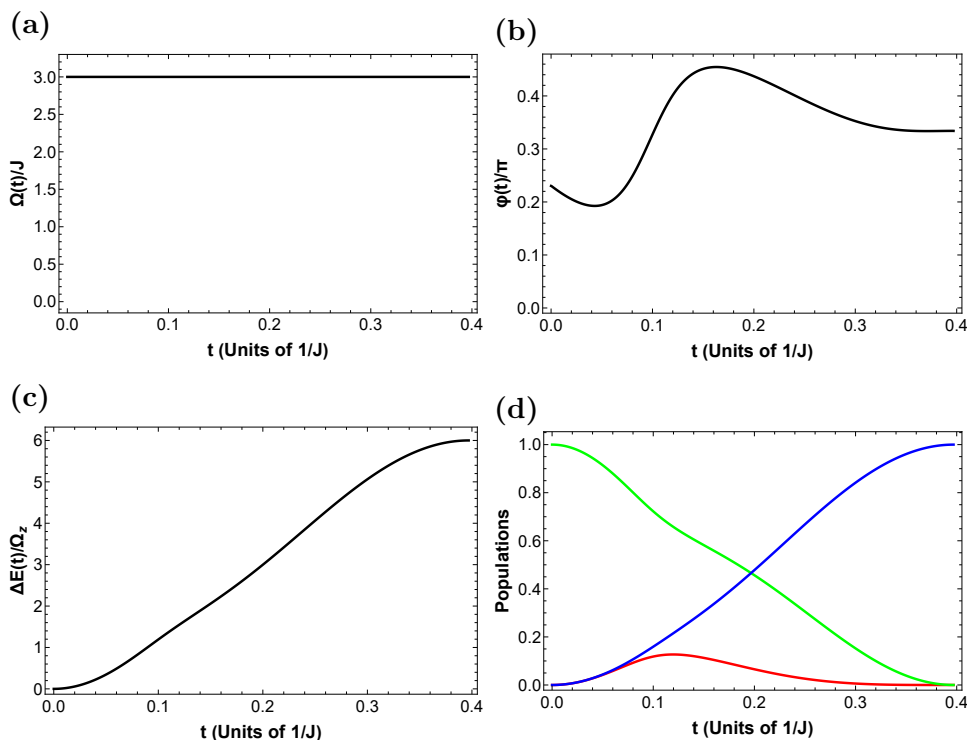 (a)
Ω(t)/J
3.0
2.5
2.0
1.5
1.0
0.5
0.0
0.0 0.1 0.2 0.3 0.4
t (Units of 1/J)
(b)
φ(t)/π
0.4
0.3
0.2
0.1
0.0
0.0 0.1 0.2 0.3 0.4
t (Units of 1/J)
(c)
ΔE(t)/Ω_z
6
5
4
3
2
1
0
0.0 0.1 0.2 0.3 0.4
t (Units of 1/J)
(d)
Populations
1.0
0.8
0.6
0.4
0.2
0.0
0.0 0.1 0.2 0.3 0.4
t (Units of 1/J)